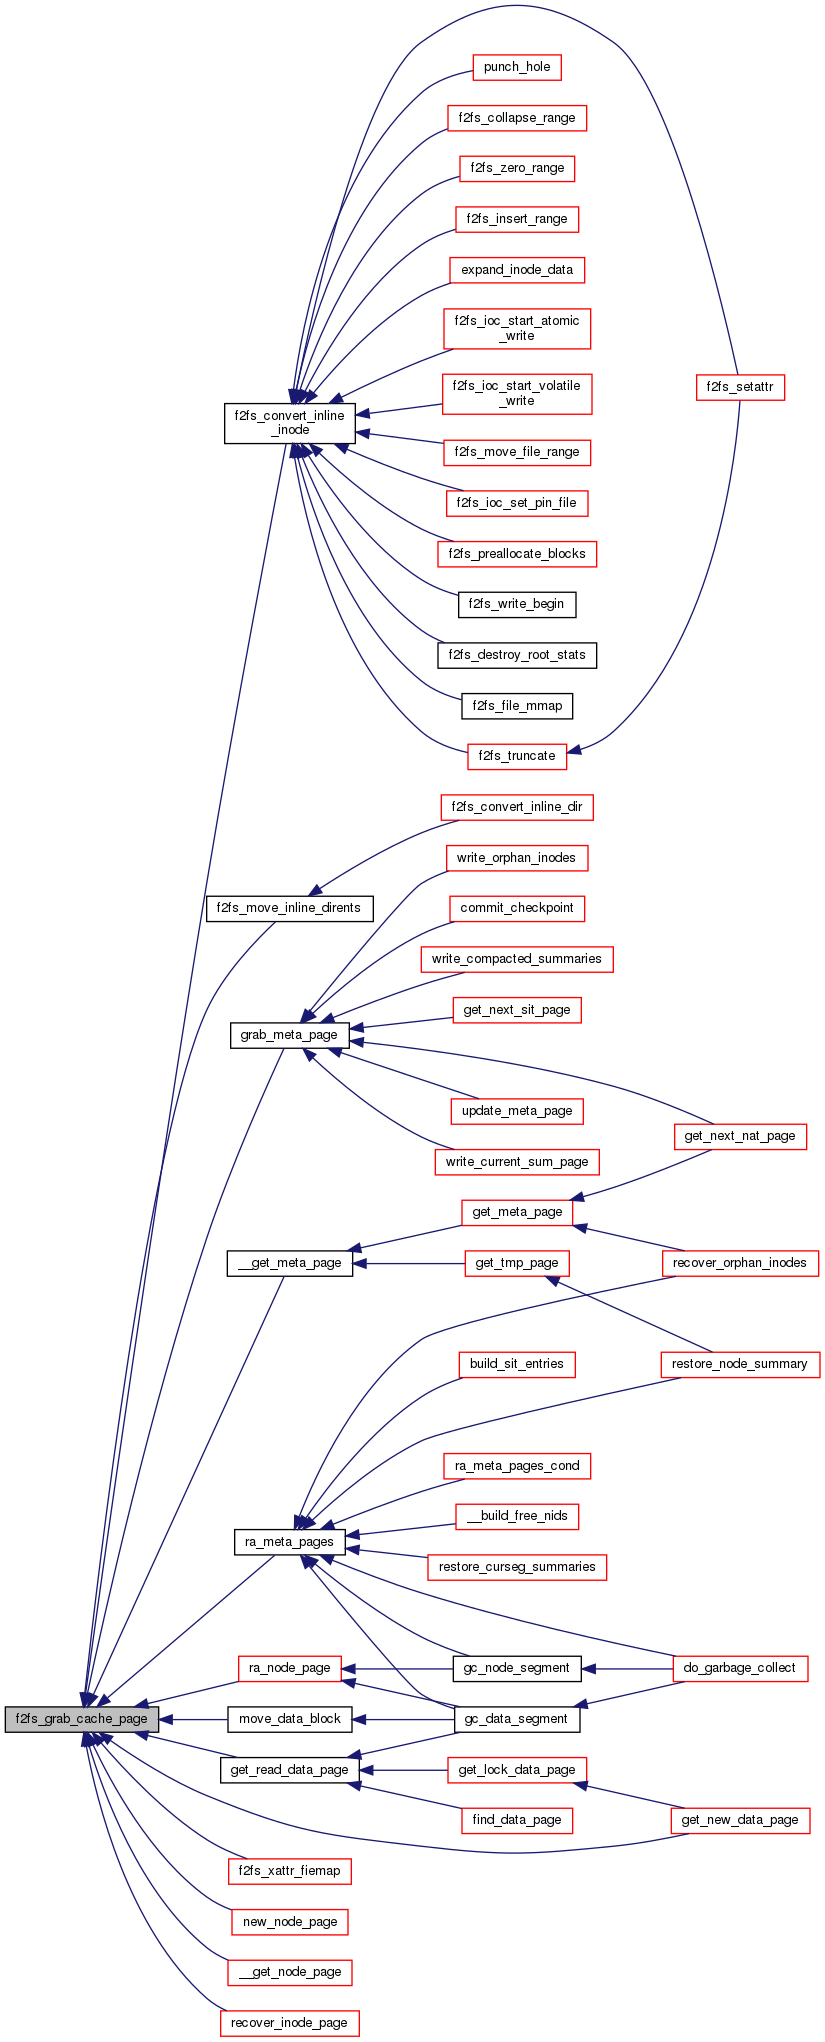 punch_hole
f2fs_collapse_range
f2fs_zero_range
f2fs_insert_range
expand_inode_data
f2fs_ioc_start_atomic
_write
f2fs_ioc_start_volatile
_write
f2fs_setattr
f2fs_convert_inline
_inode
f2fs_move_file_range
f2fs_ioc_set_pin_file
f2fs_preallocate_blocks
f2fs_write_begin
f2fs_destroy_root_stats
f2fs_file_mmap
f2fs_truncate
f2fs_convert_inline_dir
write_orphan_inodes
f2fs_move_inline_dirents
commit_checkpoint
write_compacted_summaries
get_next_sit_page
grab_meta_page
update_meta_page
get_next_nat_page
write_current_sum_page
get_meta_page
__get_meta_page
get_tmp_page
recover_orphan_inodes
build_sit_entries
restore_node_summary
ra_meta_pages_cond
__build_free_nids
ra_meta_pages
restore_curseg_summaries
ra_node_page
gc_node_segment
do_garbage_collect
f2fs_grab_cache_page
move_data_block
gc_data_segment
get_read_data_page
get_lock_data_page
find_data_page
get_new_data_page
f2fs_xattr_fiemap
new_node_page
__get_node_page
recover_inode_page